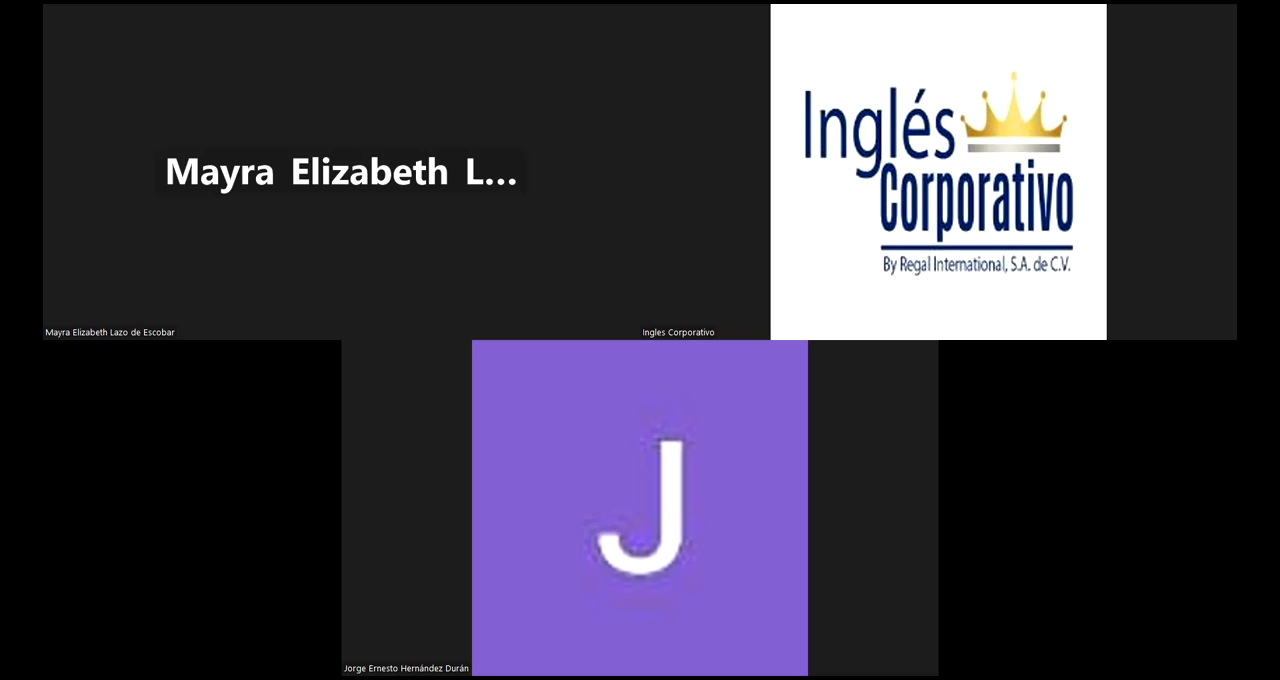 Mayra Elizabeth L...
Inglés
Corporativo
By Regal International, S.A. de C.V.
Mayra Elizabeth Lazo de Escobar
Ingles Corporativo
J
Jorge Ernesto Hernández Durán